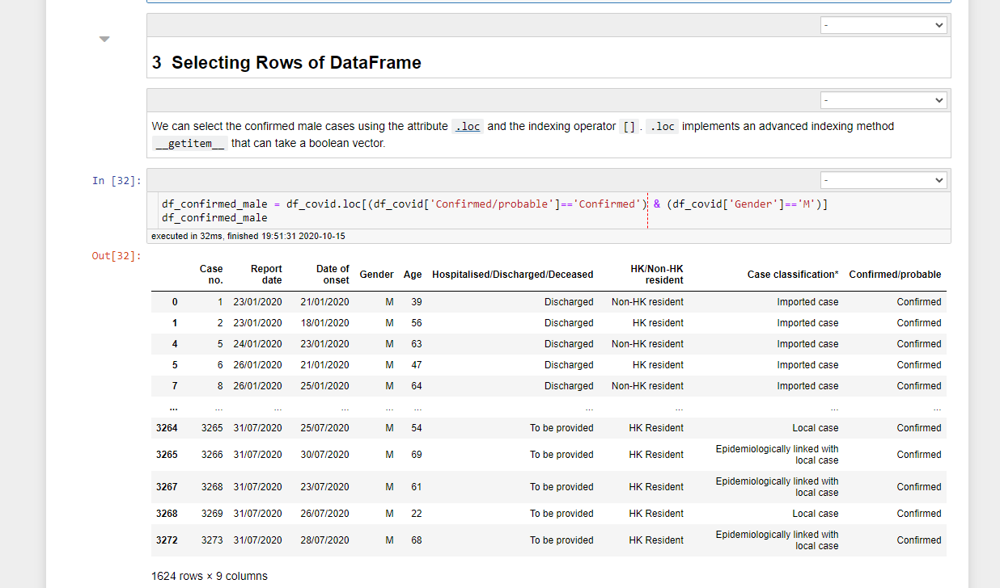 -
3 Selecting Rows of DataFrame
-
We can select the confirmed male cases using the attribute .loc and the indexing operator []. .loc implements an advanced indexing method
__getitem__ that can take a boolean vector.
In [32]:
-
df_confirmed_male = df_covid.loc[(df_covid['Confirmed/probable']=='Confirmed') & (df_covid['Gender']=='M')]
df_confirmed_male
executed in 32ms, finished 19:51:31 2020-10-15
Out[32]:
Case no. Report date Date of onset Gender Age Hospitalised/Discharged/Deceased HK/Non-HK resident Case classification* Confirmed/probable
0 1 23/01/2020 21/01/2020 M 39 Discharged Non-HK resident Imported case Confirmed
1 2 23/01/2020 18/01/2020 M 56 Discharged HK resident Imported case Confirmed
4 5 24/01/2020 23/01/2020 M 63 Discharged Non-HK resident Imported case Confirmed
5 6 26/01/2020 21/01/2020 M 47 Discharged HK resident Imported case Confirmed
7 8 26/01/2020 25/01/2020 M 64 Discharged Non-HK resident Imported case Confirmed
... ... ... ... ... ... ... ... ... ...
3264 3265 31/07/2020 25/07/2020 M 54 To be provided HK Resident Local case Confirmed
3265 3266 31/07/2020 30/07/2020 M 69 To be provided HK Resident Epidemiologically linked with local case Confirmed
3267 3268 31/07/2020 23/07/2020 M 61 To be provided HK Resident Epidemiologically linked with local case Confirmed
3268 3269 31/07/2020 26/07/2020 M 22 To be provided HK Resident Local case Confirmed
3272 3273 31/07/2020 28/07/2020 M 68 To be provided HK Resident Epidemiologically linked with local case Confirmed
1624 rows × 9 columns